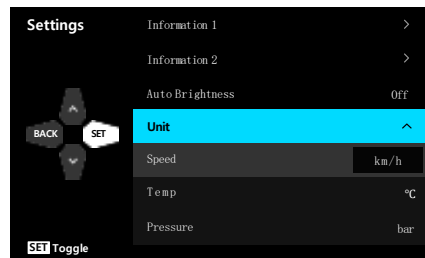 Settings
Information 1
Information 2
Auto Brightness Off
BACK SET
Unit
Speed km/h
Temp °C
Pressure bar
SET Toggle